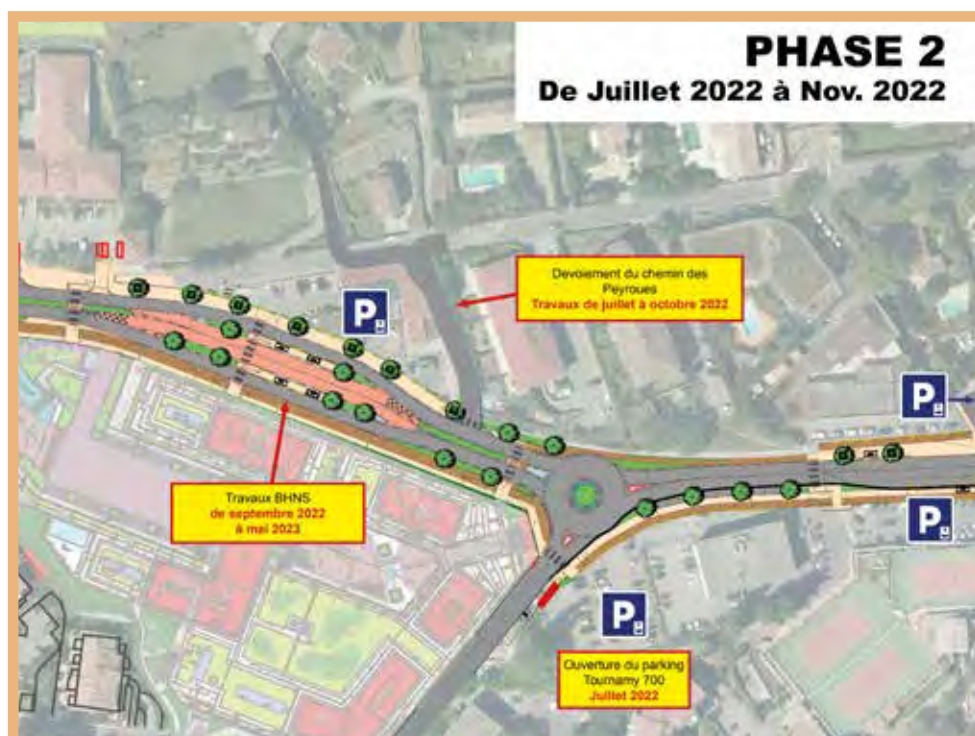 PHASE 2
De Juillet 2022 à Nov. 2022
Devoiement du chemin des
Peyroues
Travaux de juillet à octobre 2022
P
P
Travaux BHNS
de septembre 2022
à mai 2023
P
P
Ouverture du parking
Tournamy 700
Juillet 2022